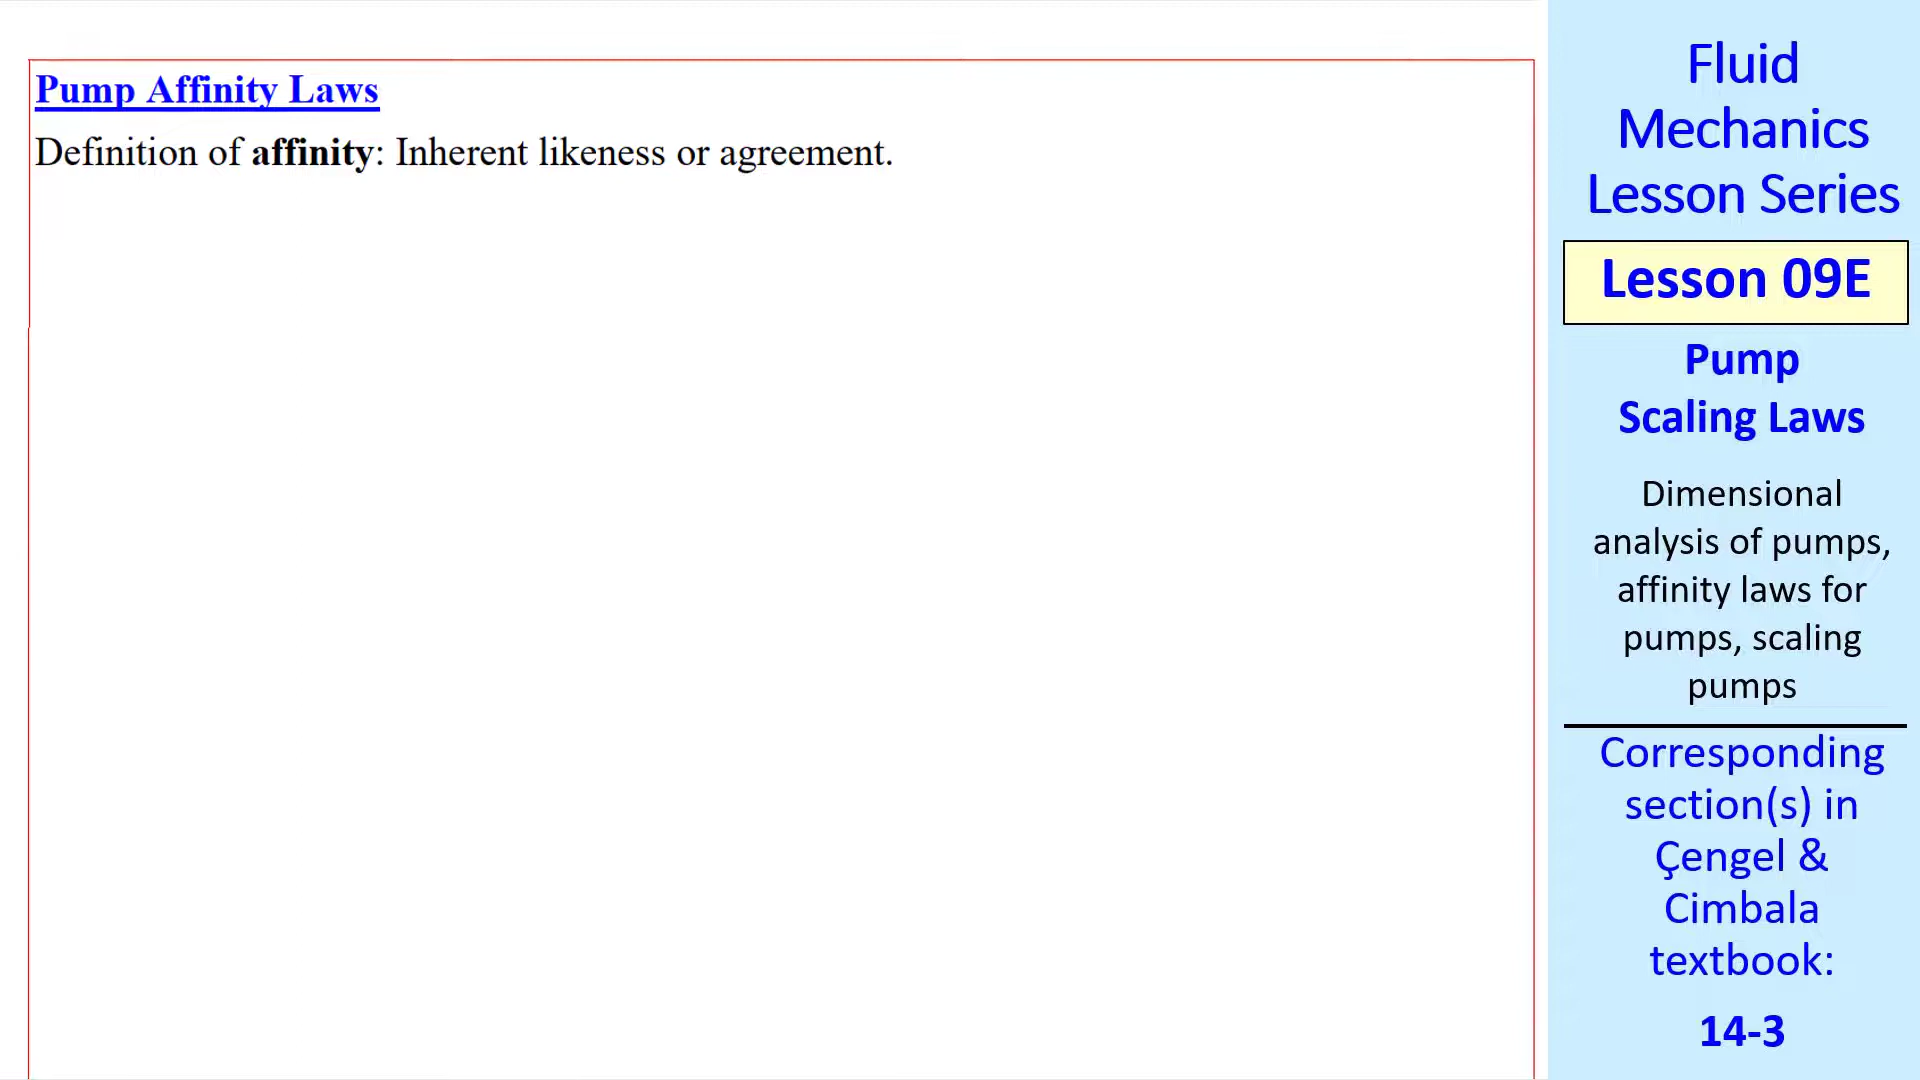 Pump Affinity Laws
Definition of affinity: Inherent likeness or agreement.
Fluid
Mechanics
Lesson Series
Lesson 09E
Pump
Scaling Laws
Dimensional
analysis of pumps,
affinity laws for
pumps, scaling
pumps
Corresponding
section(s) in
Çengel &
Cimbala
textbook:
14-3